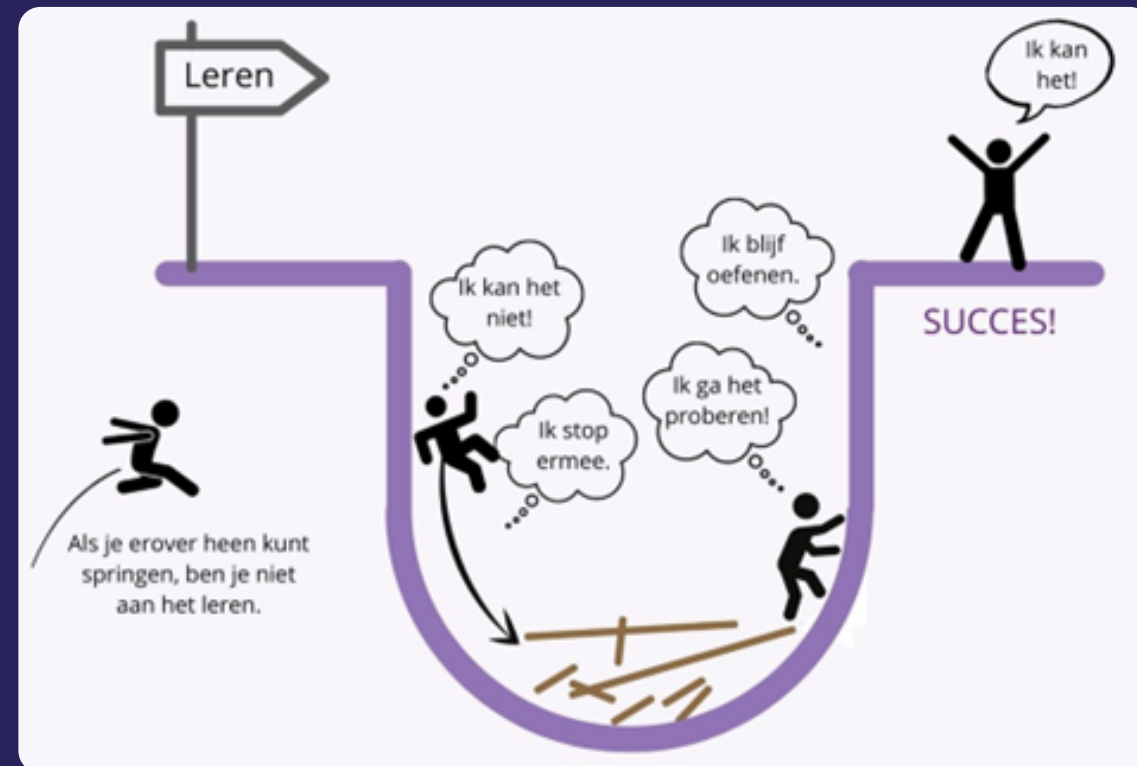 Leren
Ik kan
het!
Ik blijf
oefenen.
Ik kan het
niet!
SUCCES!
Ik ga het
proberen!
Ik stop
ermee.
Als je erover heen kunt
springen, ben je niet
aan het leren.